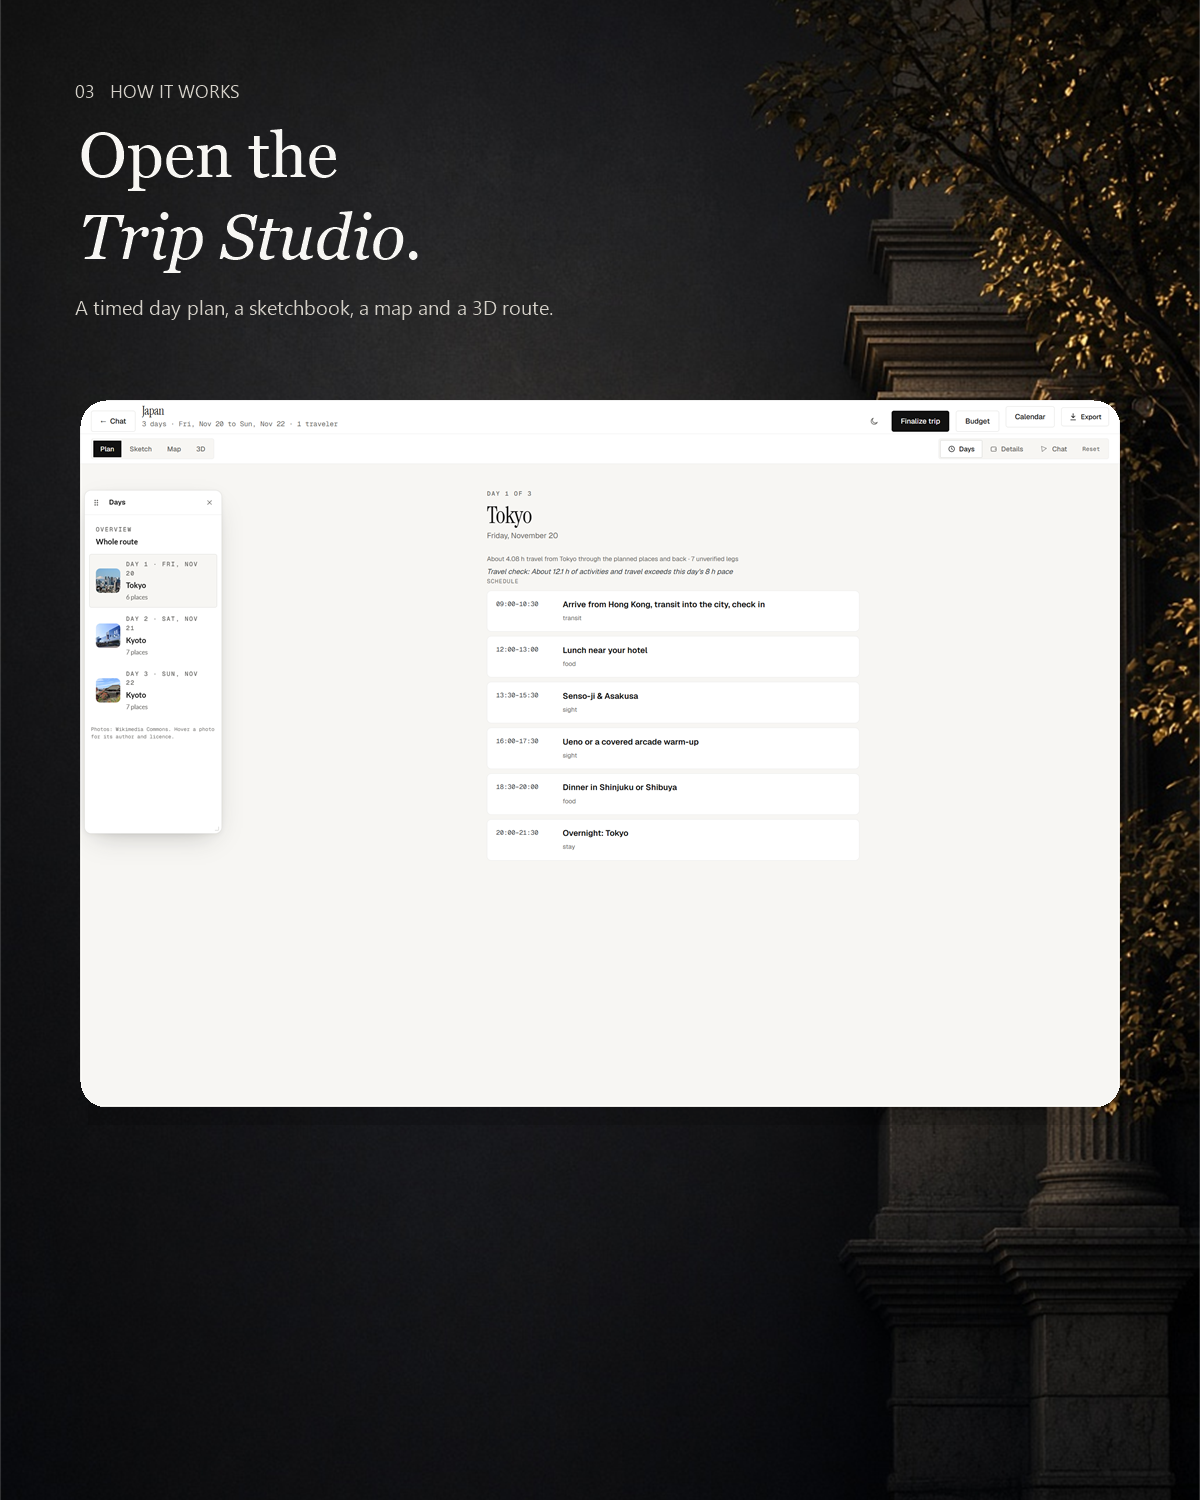 03 HOW IT WORKS
Open the
Trip Studio.
A timed day plan, a sketchbook, a map and a 3D route.
← Chat
Japan
3 days · Fri, Nov 20 to Sun, Nov 22 · 1 traveler
Finalize trip
Budget
Calendar
Export
Plan
Sketch
Map
3D
Days
Details
Chat
Reset
Days
OVERVIEW
Whole route
DAY 1 · FRI, NOV
20
Tokyo
6 places
DAY 2 · SAT, NOV
21
Kyoto
7 places
DAY 3 · SUN, NOV
22
Kyoto
7 places
Photos: Wikimedia Commons. Hover a photo
for its author and licence.
DAY 1 OF 3
Tokyo
Friday, November 20
About 4.08 h travel from Tokyo through the planned places and back · 7 unverified legs
Travel check: About 12.1 h of activities and travel exceeds this day's 8 h pace
SCHEDULE
09:00–10:30
Arrive from Hong Kong, transit into the city, check in
transit
12:00–13:00
Lunch near your hotel
food
13:30–15:30
Senso-ji & Asakusa
sight
16:00–17:30
Ueno or a covered arcade warm-up
sight
18:30–20:00
Dinner in Shinjuku or Shibuya
food
20:00–21:30
Overnight: Tokyo
stay